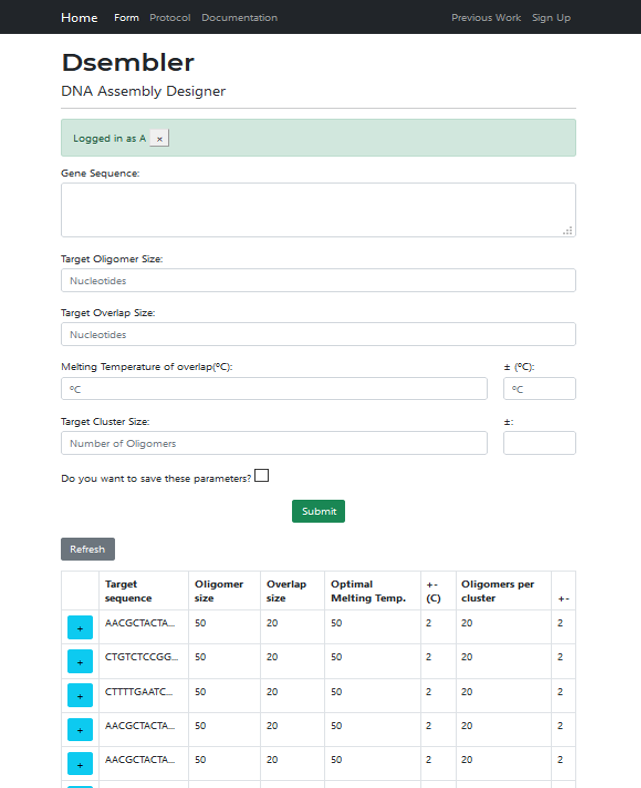 Home Form Protocol Documentation Previous Work Sign Up
Dsembler
DNA Assembly Designer
Logged in as A ×
Gene Sequence:
Target Oligomer Size:
Nucleotides
Target Overlap Size:
Nucleotides
Melting Temperature of overlap(ºC): ± (ºC):
ºC ºC
Target Cluster Size: ±:
Number of Oligomers
Do you want to save these parameters?
Submit
Refresh
Target Oligomer Overlap Optimal +- Oligomers per
sequence size size Melting Temp. (C) cluster +-
+ AACGCTACTA... 50 20 50 2 20 2
+ CTGTCTCCGG... 50 20 50 2 20 2
+ CTTTTGAATC... 50 20 50 2 20 2
+ AACGCTACTA... 50 20 50 2 20 2
+ AACGCTACTA... 50 20 50 2 20 2